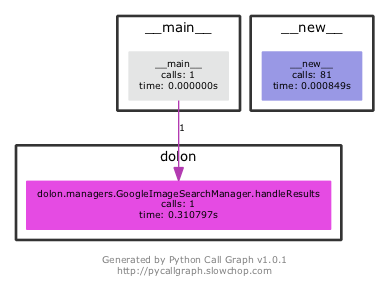 __main__
__main__
calls: 1
time: 0.000000s
__new__
__new__
calls: 81
time: 0.000849s
1
dolon
dolon.managers.GoogleImageSearchManager.handleResults
calls: 1
time: 0.310797s
Generated by Python Call Graph v1.0.1
http://pycallgraph.slowchop.com